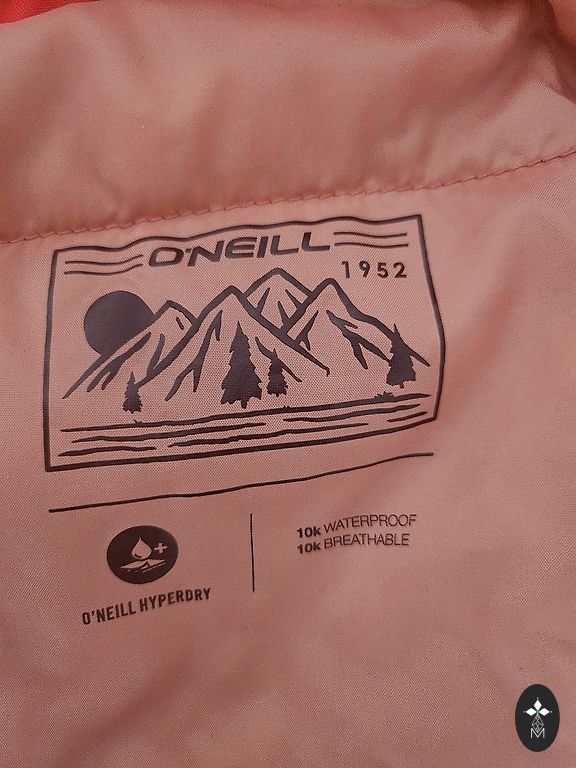 O'NEILL
1952
10k WATERPROOF
10k BREATHABLE
O'NEILL HYPERDRY
M